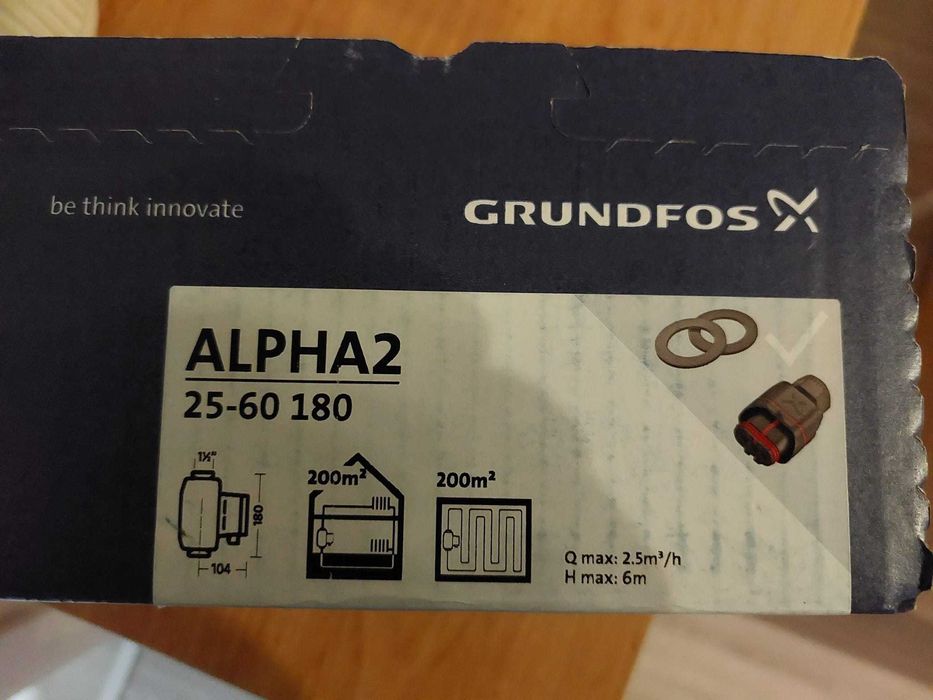 be think innovate
GRUNDFOS
ALPHA2
25-60 180
1½"
180
104
200m²
200m²
Q max: 2.5m³/h
H max: 6m